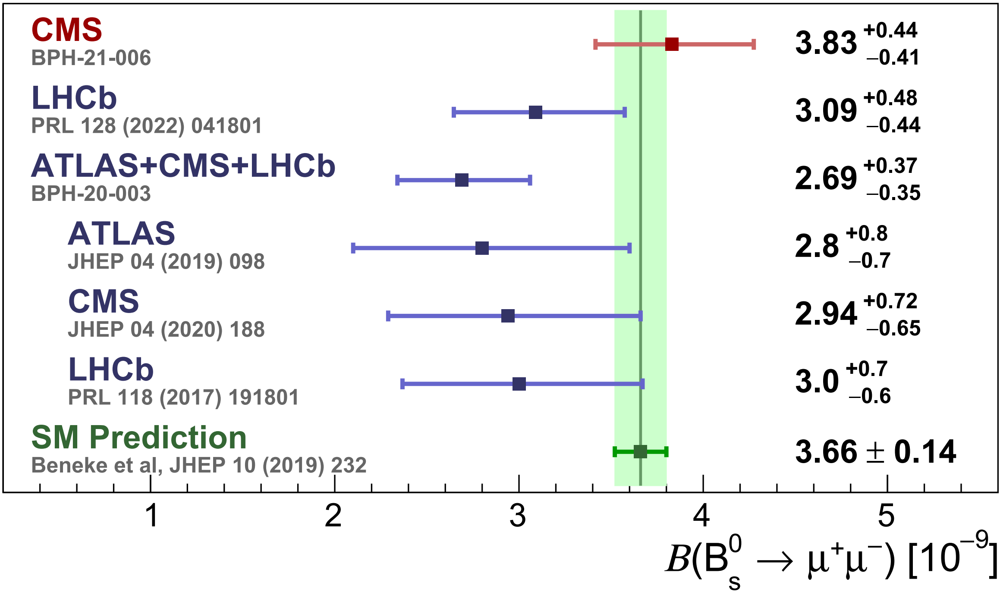 CMS
BPH-21-006
3.83 +0.44 −0.41
LHCb
PRL 128 (2022) 041801
3.09 +0.48 −0.44
ATLAS+CMS+LHCb
BPH-20-003
2.69 +0.37 −0.35
ATLAS
JHEP 04 (2019) 098
2.8 +0.8 −0.7
CMS
JHEP 04 (2020) 188
2.94 +0.72 −0.65
LHCb
PRL 118 (2017) 191801
3.0 +0.7 −0.6
SM Prediction
Beneke et al, JHEP 10 (2019) 232
3.66 ± 0.14
1 2 3 4 5
B(B⁰ₛ → μ⁺μ⁻) [10⁻⁹]